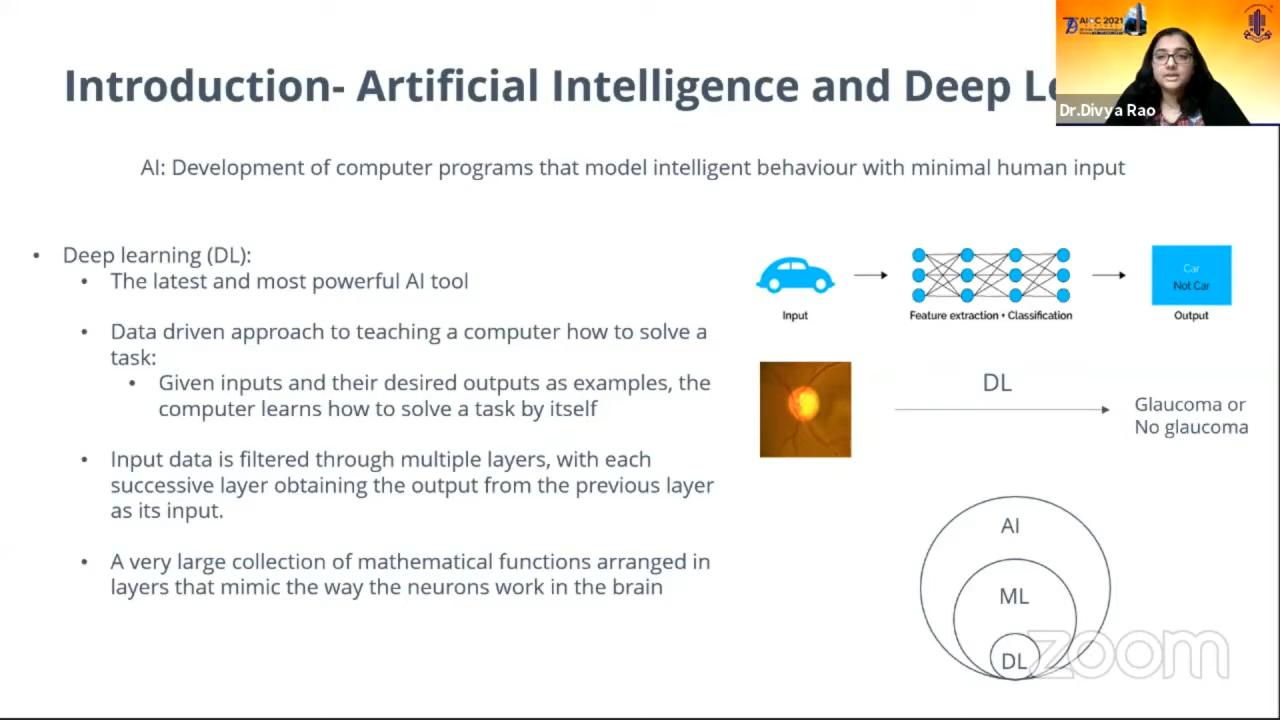 Introduction- Artificial Intelligence and Deep
AIOC 2021
Dr.Divya Rao
AI: Development of computer programs that model intelligent behaviour with minimal human input
• Deep learning (DL):
• The latest and most powerful AI tool
• Data driven approach to teaching a computer how to solve a
task:
• Given inputs and their desired outputs as examples, the
computer learns how to solve a task by itself
• Input data is filtered through multiple layers, with each
successive layer obtaining the output from the previous layer
as its input.
• A very large collection of mathematical functions arranged in
layers that mimic the way the neurons work in the brain
Input
Feature extraction + Classification
Car
Not Car
Output
DL
Glaucoma or
No glaucoma
AI
ML
DL
zoom